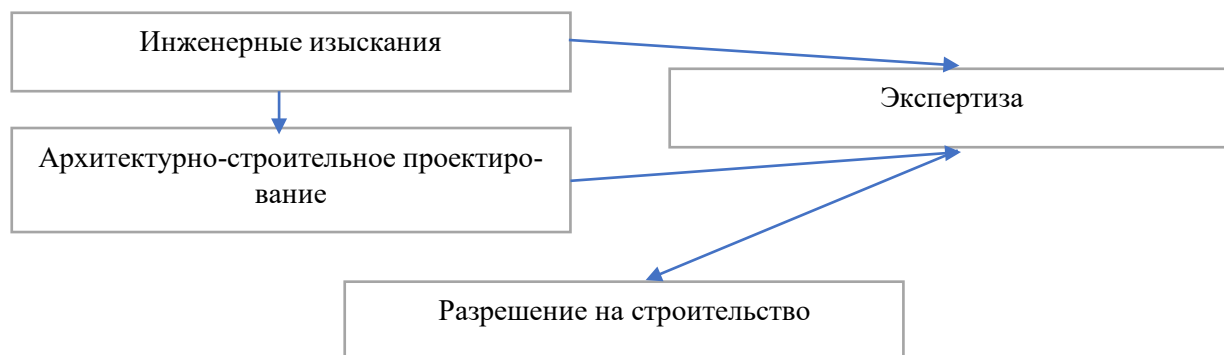 Инженерные изыскания
Экспертиза
Архитектурно-строительное проектиро-
вание
Разрешение на строительство